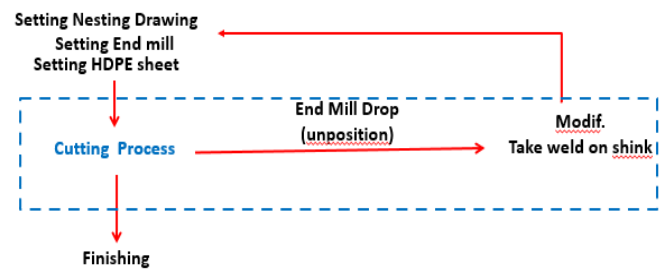 Setting Nesting Drawing
Setting End mill
Setting HDPE sheet
End Mill Drop
(unposition)
Modif.
Take weld on shink
Cutting Process
Finishing